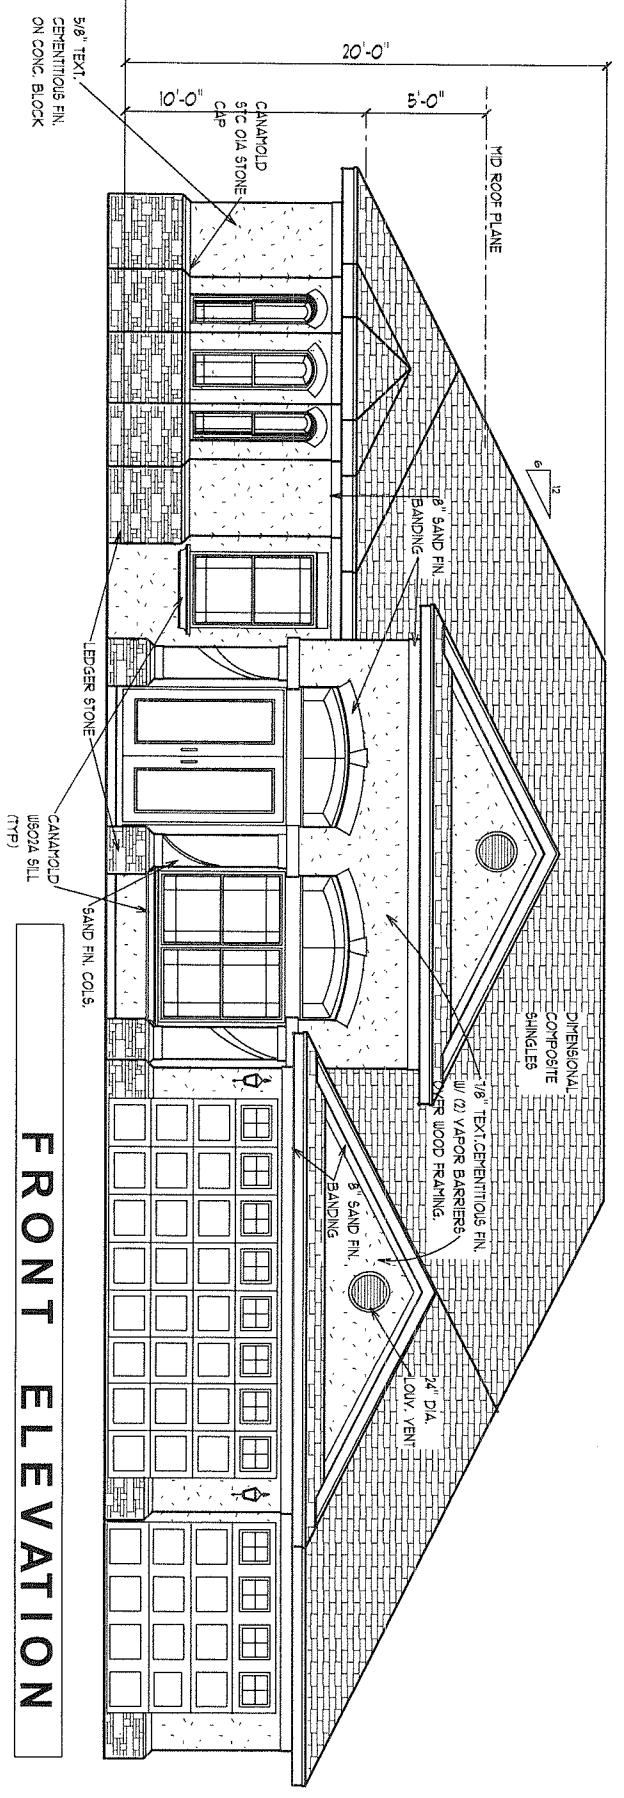 20'-0"
10'-0"
5'-0"
MID ROOF PLANE
5/8" TEXT.
CEMENTITIOUS FIN.
ON CONC. BLOCK
CANAMOLD
STC 01A STONE
CAP
6
12
8" SAND FIN.
BANDING
LEDGER STONE
CANAMOLD
WS02A SILL
(TYP.)
SAND FIN. COLS.
DIMENSIONAL
COMPOSITE
SHINGLES
7/8" TEXT.CEMENTITIOUS FIN.
W/ (2) VAPOR BARRIERS
OVER WOOD FRAMING.
8" SAND FIN.
BANDING
24" DIA.
LOUV. VENT
FRONT ELEVATION